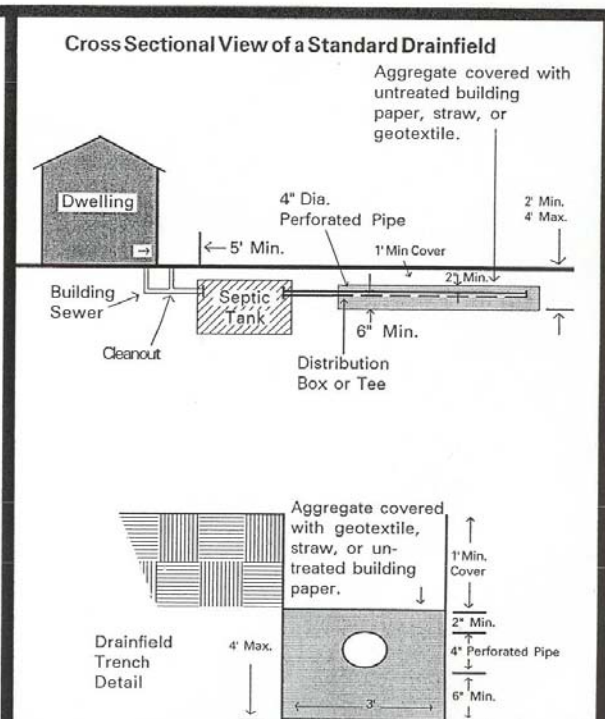 Cross Sectional View of a Standard Drainfield
Aggregate covered with
untreated building
paper, straw, or
geotextile.
Dwelling
4" Dia.
Perforated Pipe
2' Min.
4' Max.
5' Min.
1' Min Cover
2" Min.
Building
Sewer
Septic
Tank
6" Min.
Cleanout
Distribution
Box or Tee
Aggregate covered
with geotextile,
straw, or un-
treated building
paper.
1' Min.
Cover
2" Min.
Drainfield
Trench
Detail
4' Max.
4" Perforated Pipe
3'
6" Min.